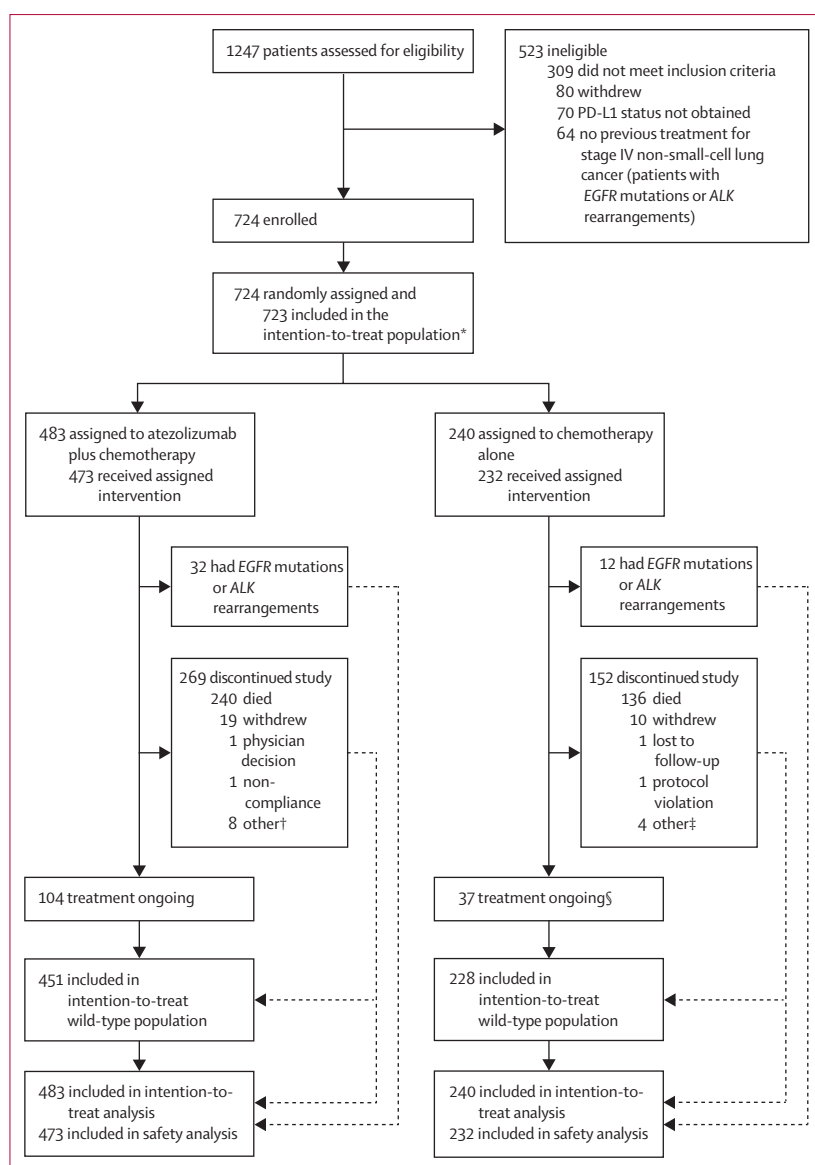 1247 patients assessed for eligibility
523 ineligible
309 did not meet inclusion criteria
80 withdrew
70 PD-L1 status not obtained
64 no previous treatment for
stage IV non-small-cell lung
cancer (patients with
EGFR mutations or ALK
rearrangements)
724 enrolled
724 randomly assigned and
723 included in the
intention-to-treat population*
483 assigned to atezolizumab
plus chemotherapy
473 received assigned
intervention
240 assigned to chemotherapy
alone
232 received assigned
intervention
32 had EGFR mutations
or ALK
rearrangements
12 had EGFR mutations
or ALK
rearrangements
269 discontinued study
240 died
19 withdrew
1 physician
decision
1 non-
compliance
8 other†
152 discontinued study
136 died
10 withdrew
1 lost to
follow-up
1 protocol
violation
4 other‡
104 treatment ongoing
37 treatment ongoing§
451 included in
intention-to-treat
wild-type population
228 included in
intention-to-treat
wild-type population
483 included in intention-to-
treat analysis
473 included in safety analysis
240 included in intention-to-
treat analysis
232 included in safety analysis